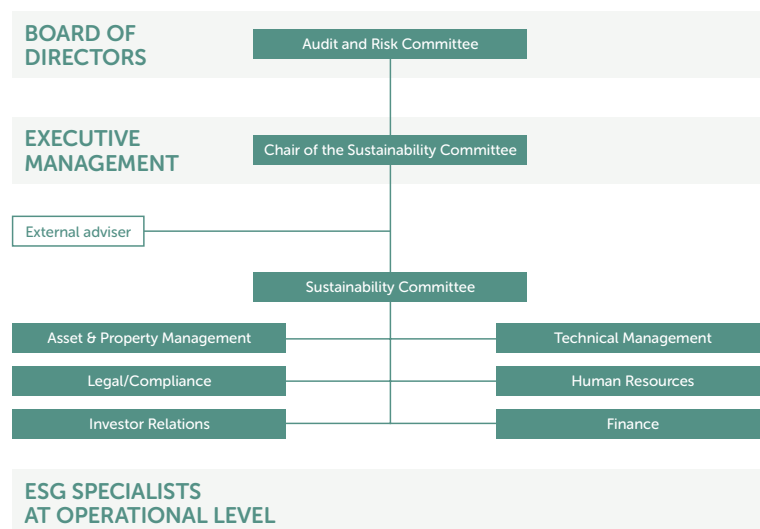 BOARD OF
DIRECTORS
Audit and Risk Committee
EXECUTIVE
MANAGEMENT
Chair of the Sustainability Committee
External adviser
Sustainability Committee
Asset & Property Management
Technical Management
Legal/Compliance
Human Resources
Investor Relations
Finance
ESG SPECIALISTS
AT OPERATIONAL LEVEL